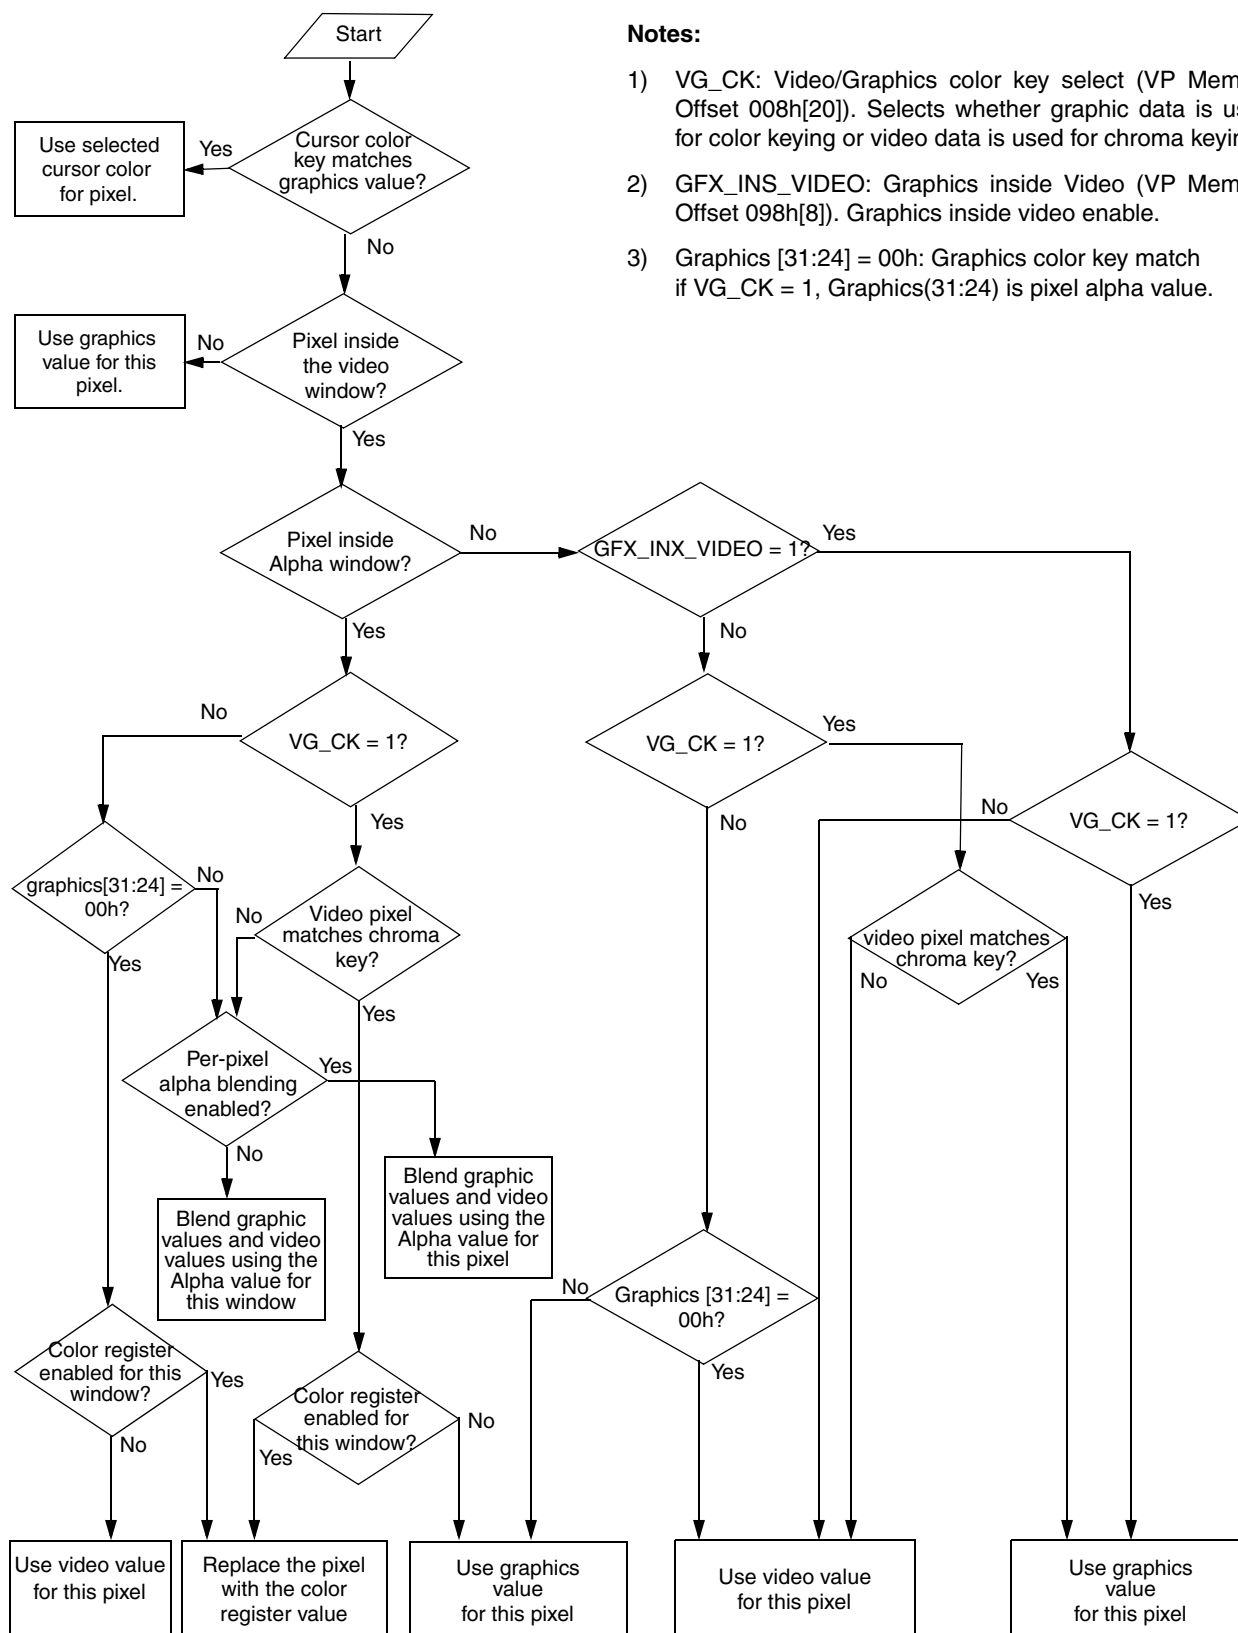 Start
Notes:
1) VG_CK: Video/Graphics color key select (VP Mem
Offset 008h[20]). Selects whether graphic data is
for color keying or video data is used for chroma
2) GFX_INS_VIDEO: Graphics inside Video (VP Mem
Offset 098h[8]). Graphics inside video enable.
3) Graphics [31:24] = 00h: Graphics color key match
if VG_CK = 1, Graphics(31:24) is pixel alpha value.
Cursor color
key matches
graphics value?
Yes
Use selected
cursor color
for pixel.
No
Pixel inside
the video
window?
No
Use graphics
value for this
pixel.
Yes
Pixel inside
Alpha window?
No
GFX_INX_VIDEO = 1?
Yes
Yes
No
No
VG_CK = 1?
VG_CK = 1?
Yes
No
VG_CK = 1?
Yes
No
Yes
graphics[31:24] =
00h?
No
Yes
No
Video pixel
matches chroma
key?
Yes
video pixel matches
chroma key?
No
Yes
Per-pixel
alpha blending
enabled?
Yes
No
Blend graphic
values and video
values using the
Alpha value for
this pixel
Blend graphic
values and video
values using the
Alpha value for
this window
No
Graphics [31:24] =
00h?
Yes
Color register
enabled for this
window?
Yes
No
Color register
enabled for
this window?
Yes
No
Use video value
for this pixel
Replace the pixel
with the color
register value
Use graphics
value
for this pixel
Use video value
for this pixel
Use graphics
value
for this pixel